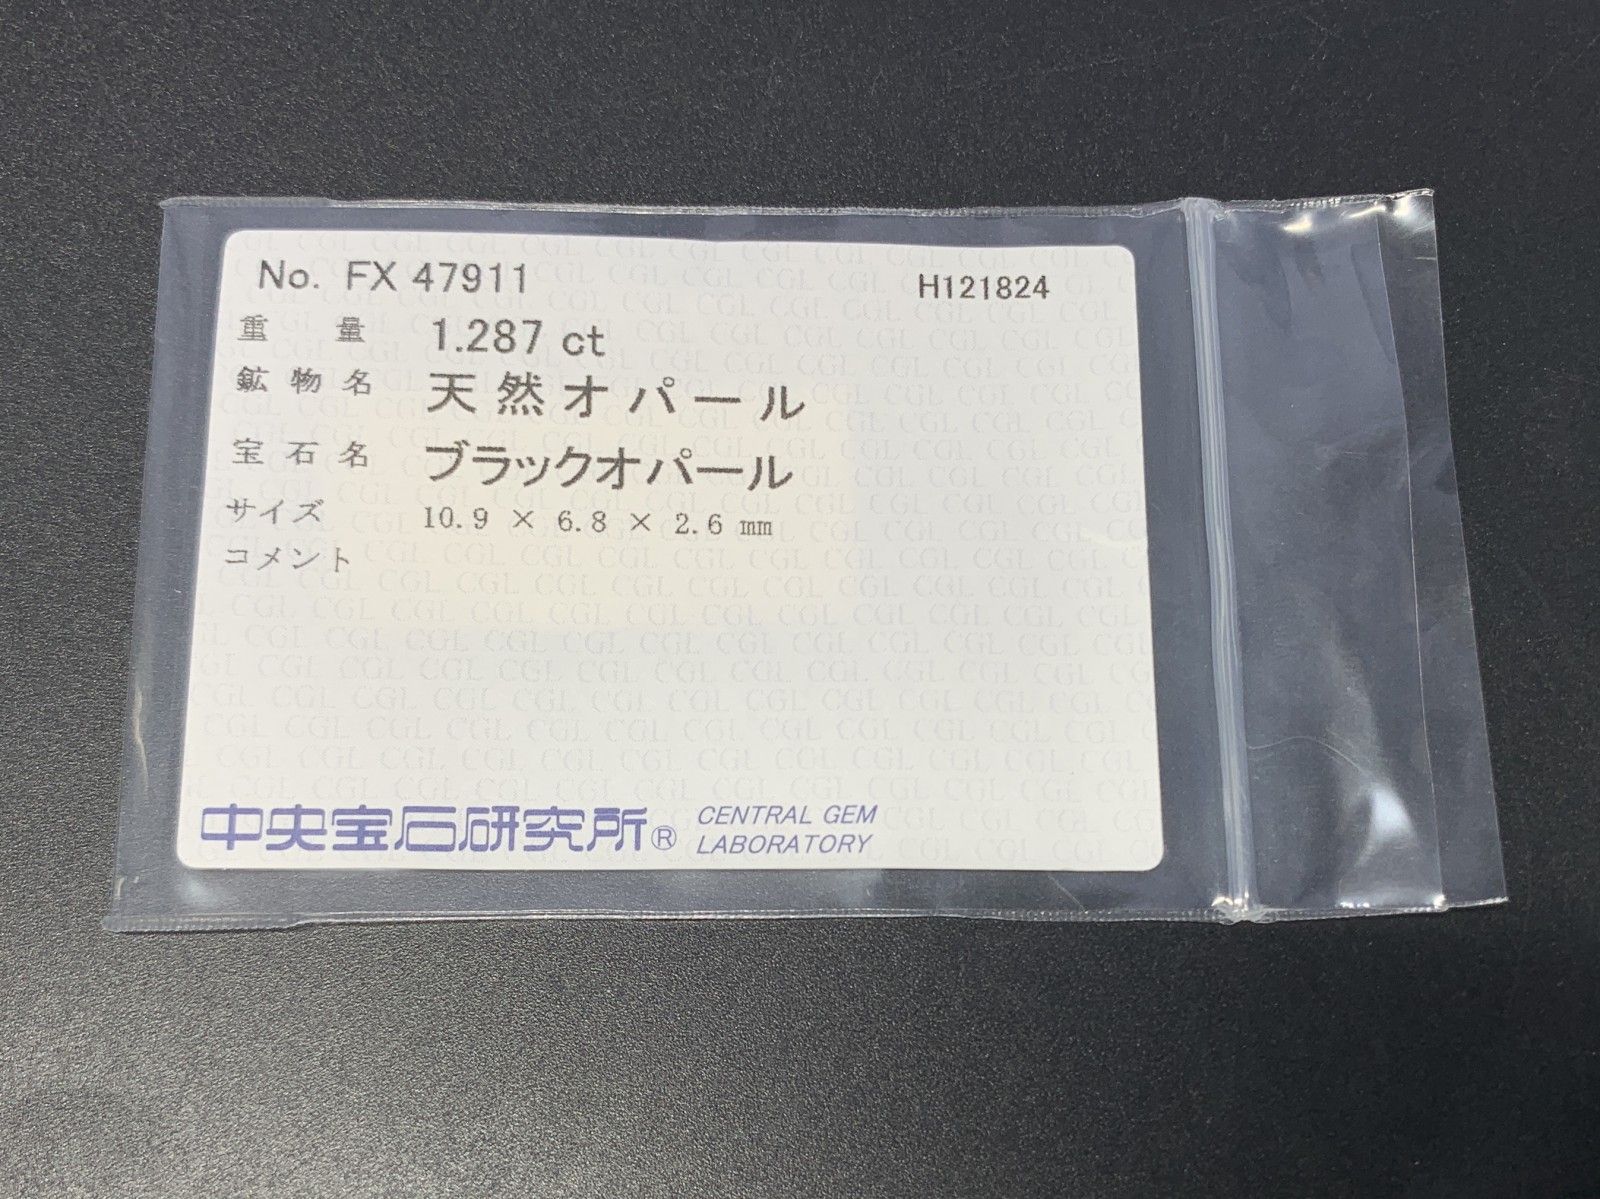 No. FX 47911 H121824
重量 1.287 ct
鉱物名 天然オパール
宝石名 ブラックオパール
サイズ 10.9 × 6.8 × 2.6 mm
コメント
中央宝石研究所® CENTRAL GEM
LABORATORY